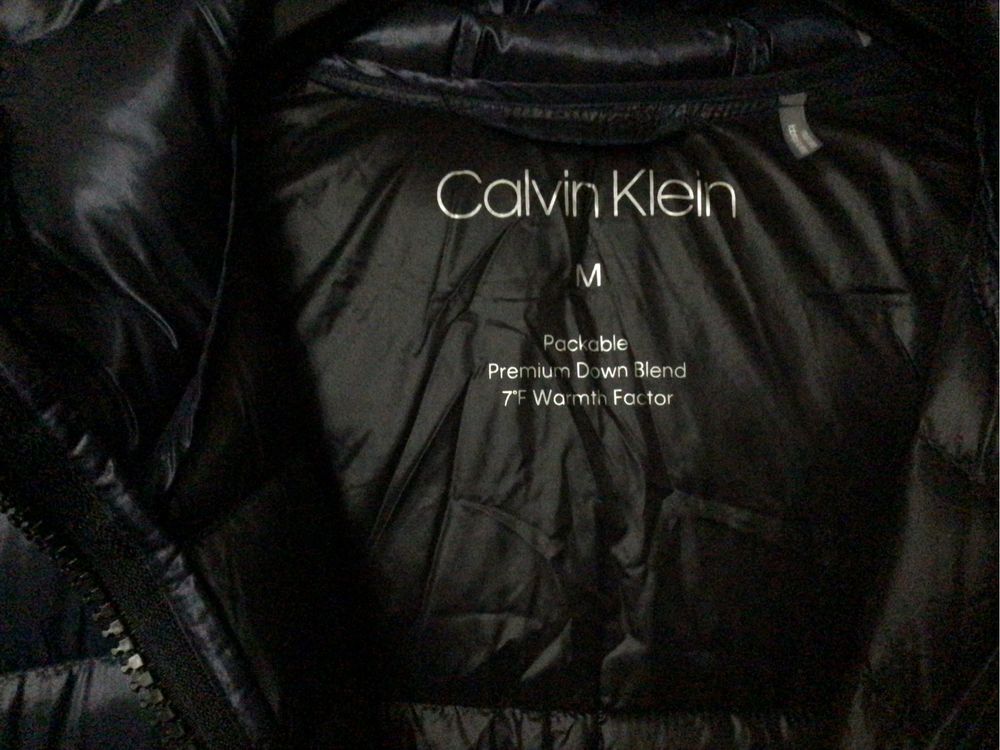 Calvin Klein
M
Packable
Premium Down Blend
7°F Warmth Factor